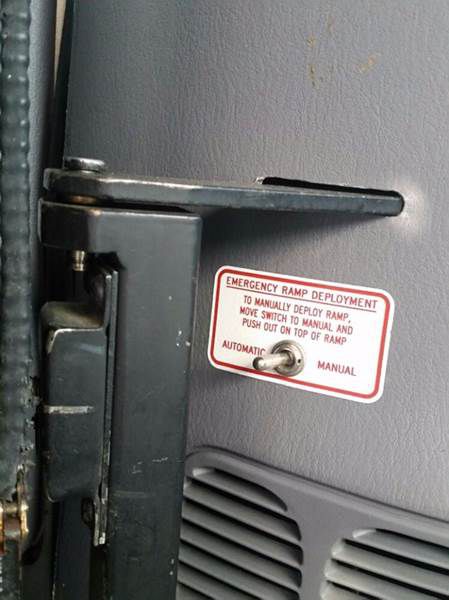 EMERGENCY RAMP DEPLOYMENT
TO MANUALLY DEPLOY RAMP,
MOVE SWITCH TO MANUAL AND
PUSH OUT ON TOP OF RAMP
AUTOMATIC
MANUAL